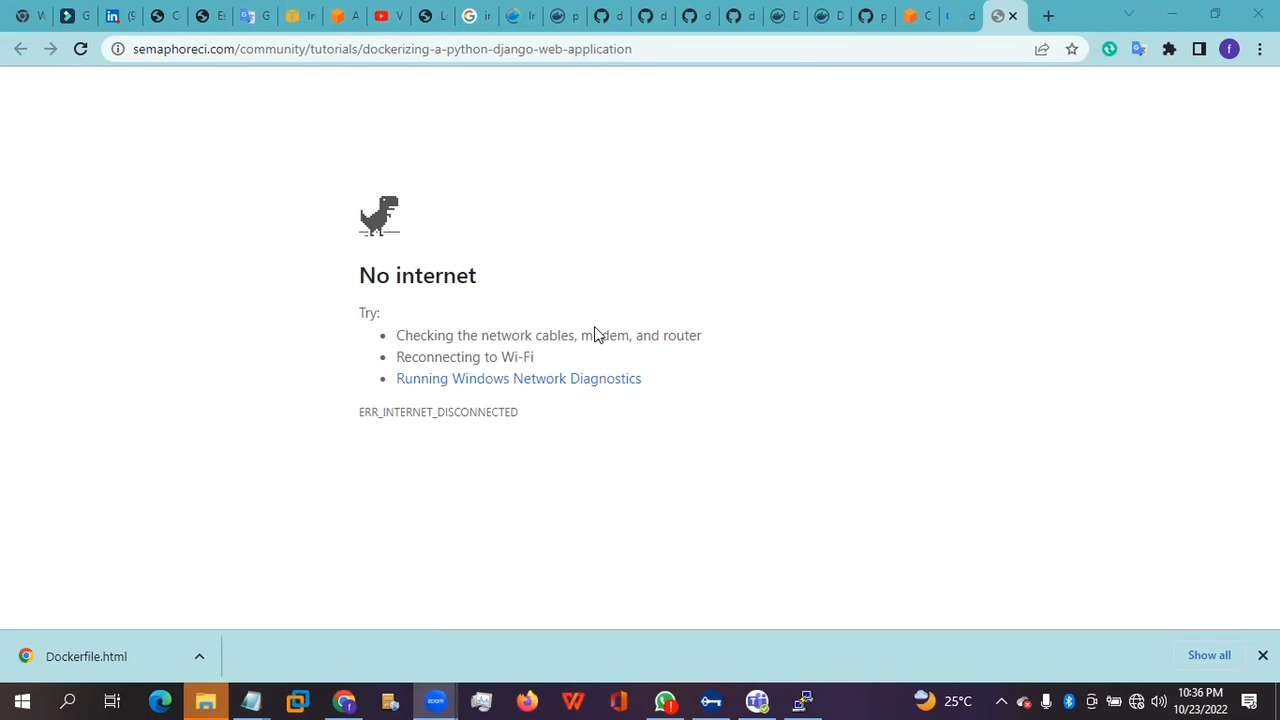 (9
G
semaphoreci.com/community/tutorials/dockerizing-a-python-django-web-application
f
No internet
Try:
Checking the network cables, modem, and router
Reconnecting to Wi-Fi
Running Windows Network Diagnostics
ERR_INTERNET_DISCONNECTED
Dockerfile.html
Show all
zoom
25°C
10:36 PM
10/23/2022